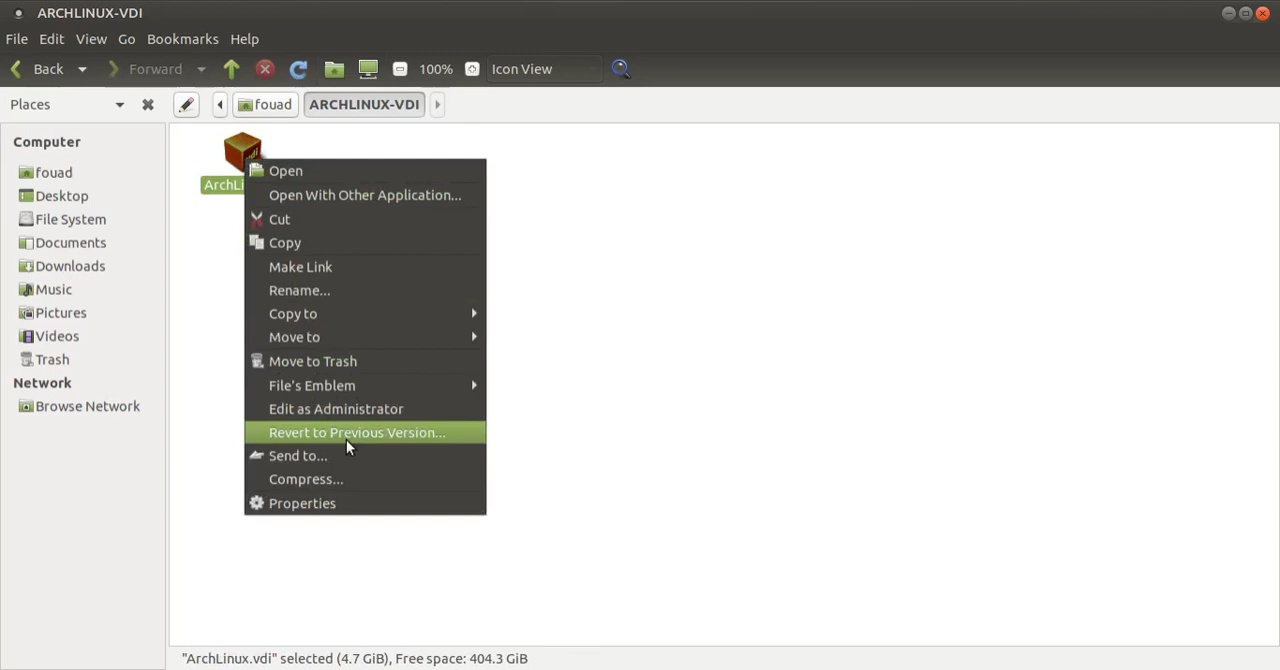 ARCHLINUX-VDI
File Edit View Go Bookmarks Help
Back Forward 100% Icon View
Places fouad ARCHLINUX-VDI
Computer
fouad
Desktop
File System
Documents
Downloads
Music
Pictures
Videos
Trash
Network
Browse Network
ArchLi
Open
Open With Other Application...
Cut
Copy
Make Link
Rename...
Copy to
Move to
Move to Trash
File's Emblem
Edit as Administrator
Revert to Previous Version...
Send to...
Compress...
Properties
"ArchLinux.vdi" selected (4.7 GiB), Free space: 404.3 GiB